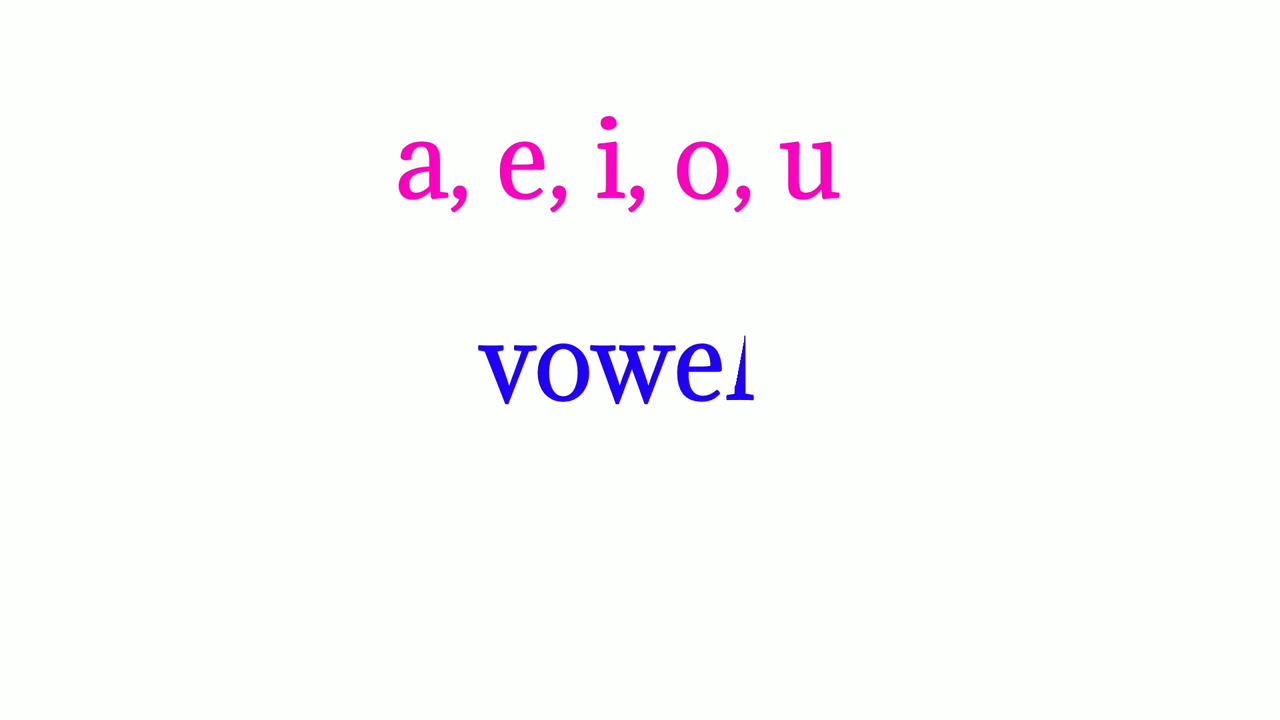 a, e, i, o, u
vowel